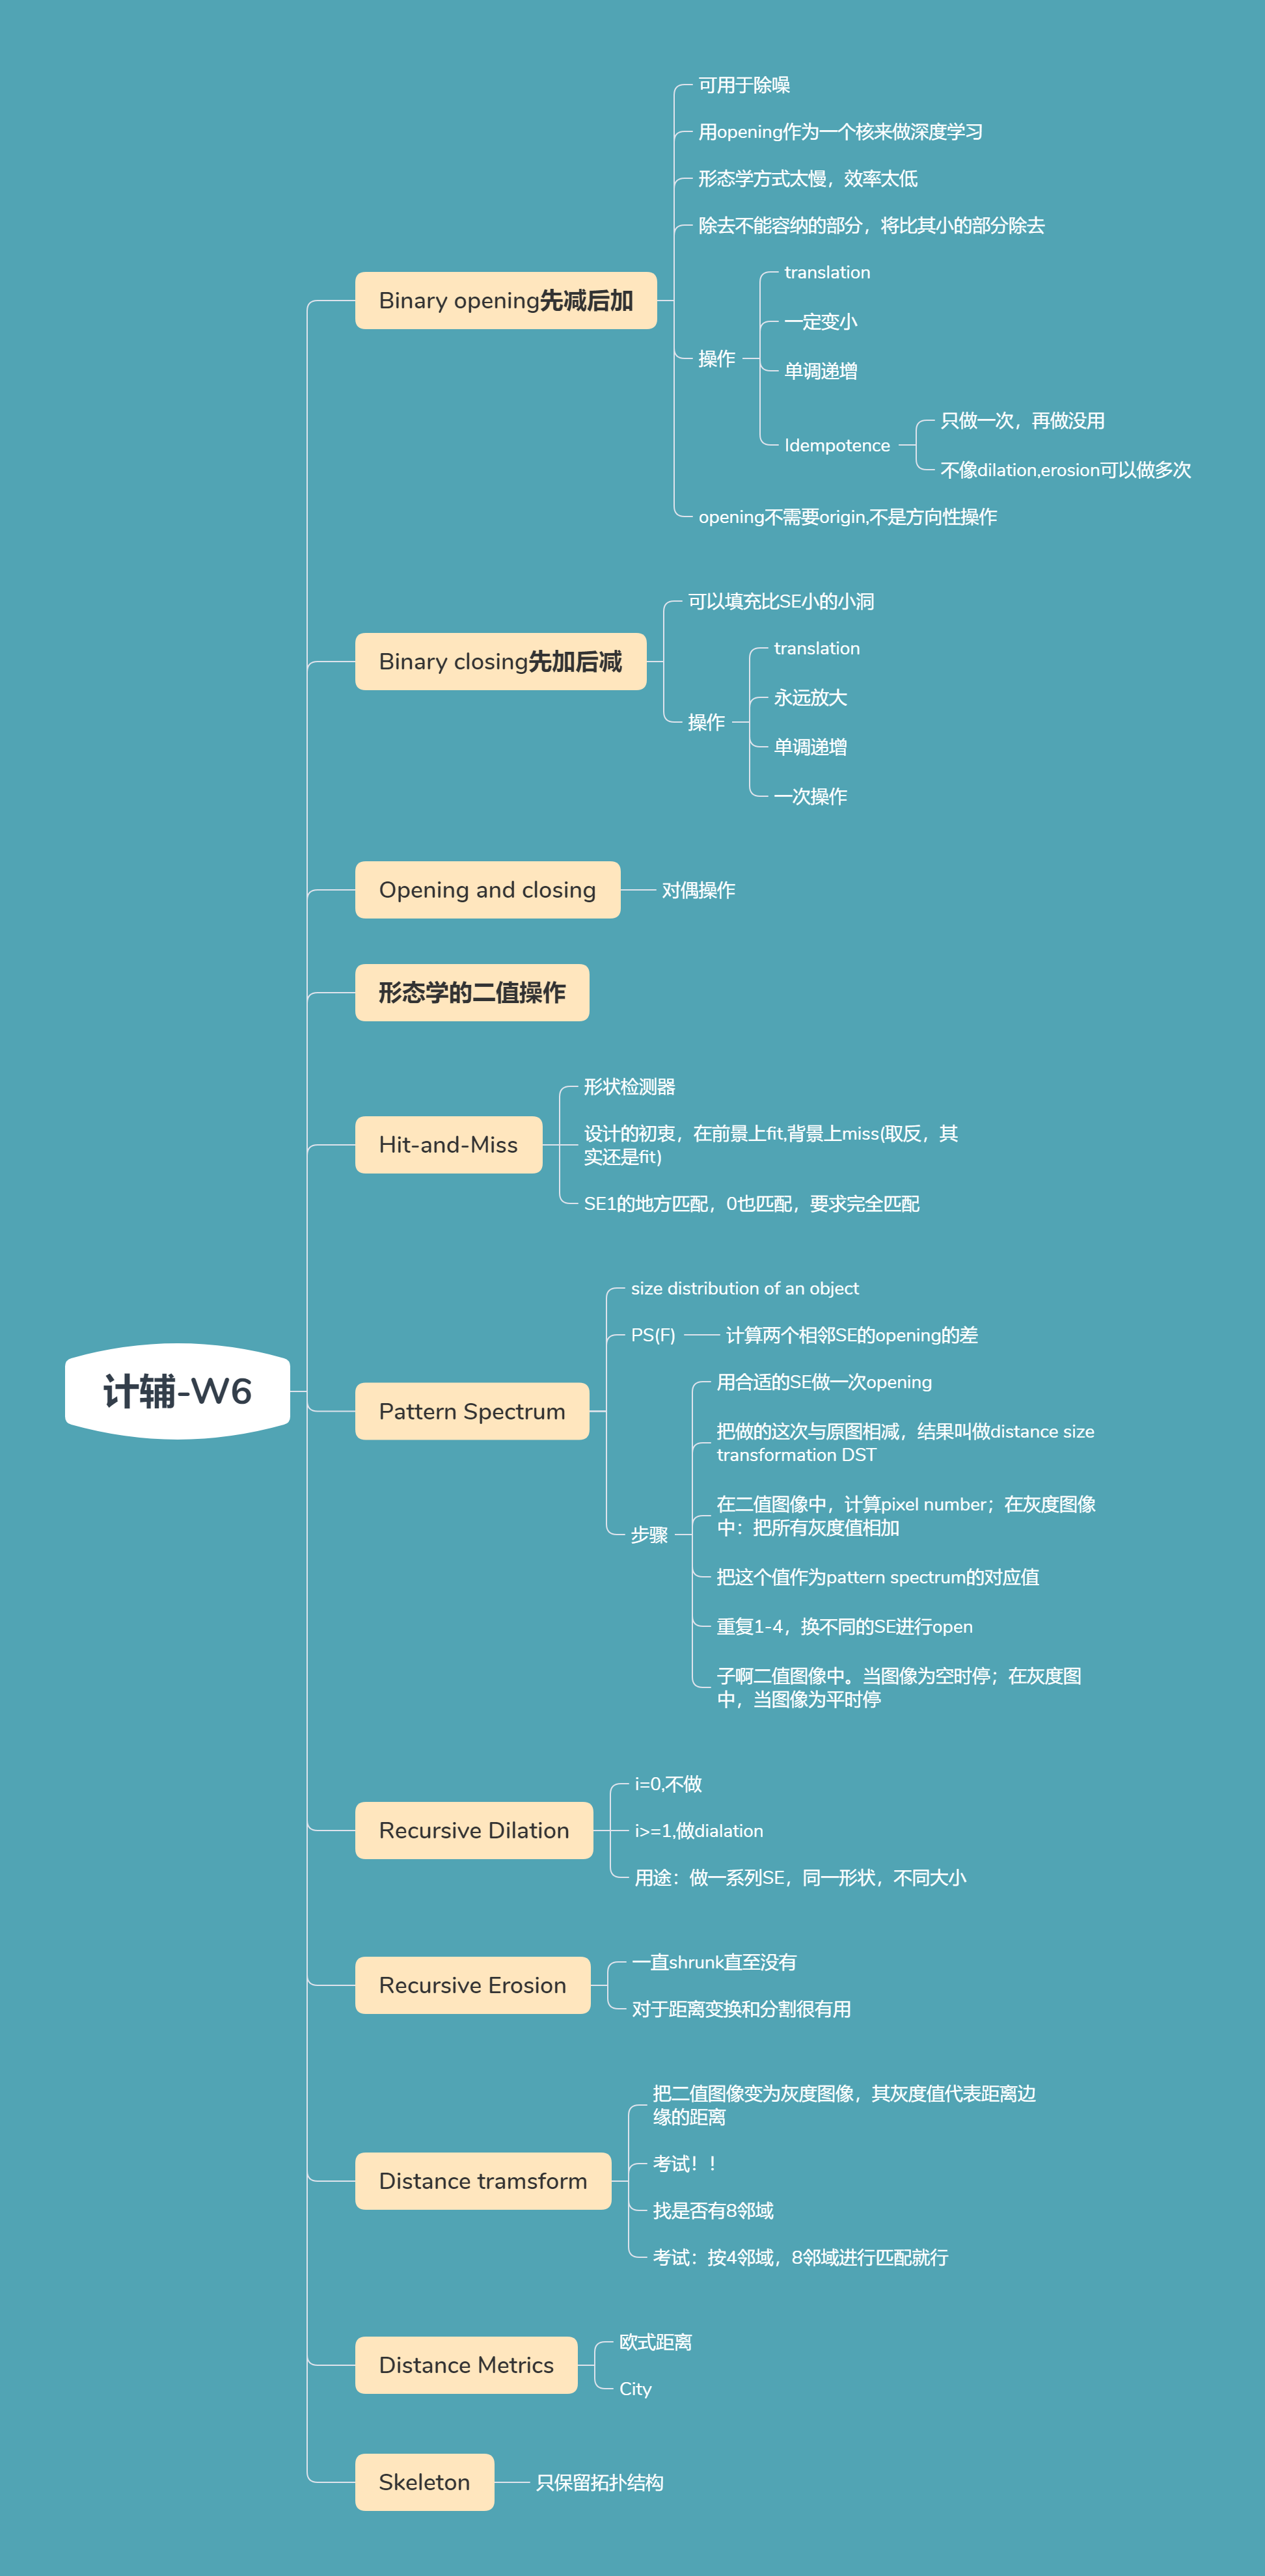 计辅-W6
Binary opening先减后加
可用于除噪
用opening作为一个核来做深度学习
形态学方式太慢，效率太低
除去不能容纳的部分，将比其小的部分除去
操作
translation
一定变小
单调递增
Idempotence
只做一次，再做没用
不像dilation,erosion可以做多次
opening不需要origin,不是方向性操作
Binary closing先加后减
可以填充比SE小的小洞
操作
translation
永远放大
单调递增
一次操作
Opening and closing
对偶操作
形态学的二值操作
Hit-and-Miss
形状检测器
设计的初衷，在前景上fit,背景上miss(取反，其
实还是fit)
SE1的地方匹配，0也匹配，要求完全匹配
Pattern Spectrum
size distribution of an object
PS(F)
计算两个相邻SE的opening的差
步骤
用合适的SE做一次opening
把做的这次与原图相减，结果叫做distance size
transformation DST
在二值图像中，计算pixel number；在灰度图像
中：把所有灰度值相加
把这个值作为pattern spectrum的对应值
重复1-4，换不同的SE进行open
子啊二值图像中。当图像为空时停；在灰度图
中，当图像为平时停
Recursive Dilation
i=0,不做
i>=1,做dialation
用途：做一系列SE，同一形状，不同大小
Recursive Erosion
一直shrunk直至没有
对于距离变换和分割很有用
Distance tramsform
把二值图像变为灰度图像，其灰度值代表距离边
缘的距离
考试！！
找是否有8邻域
考试：按4邻域，8邻域进行匹配就行
Distance Metrics
欧式距离
City
Skeleton
只保留拓扑结构